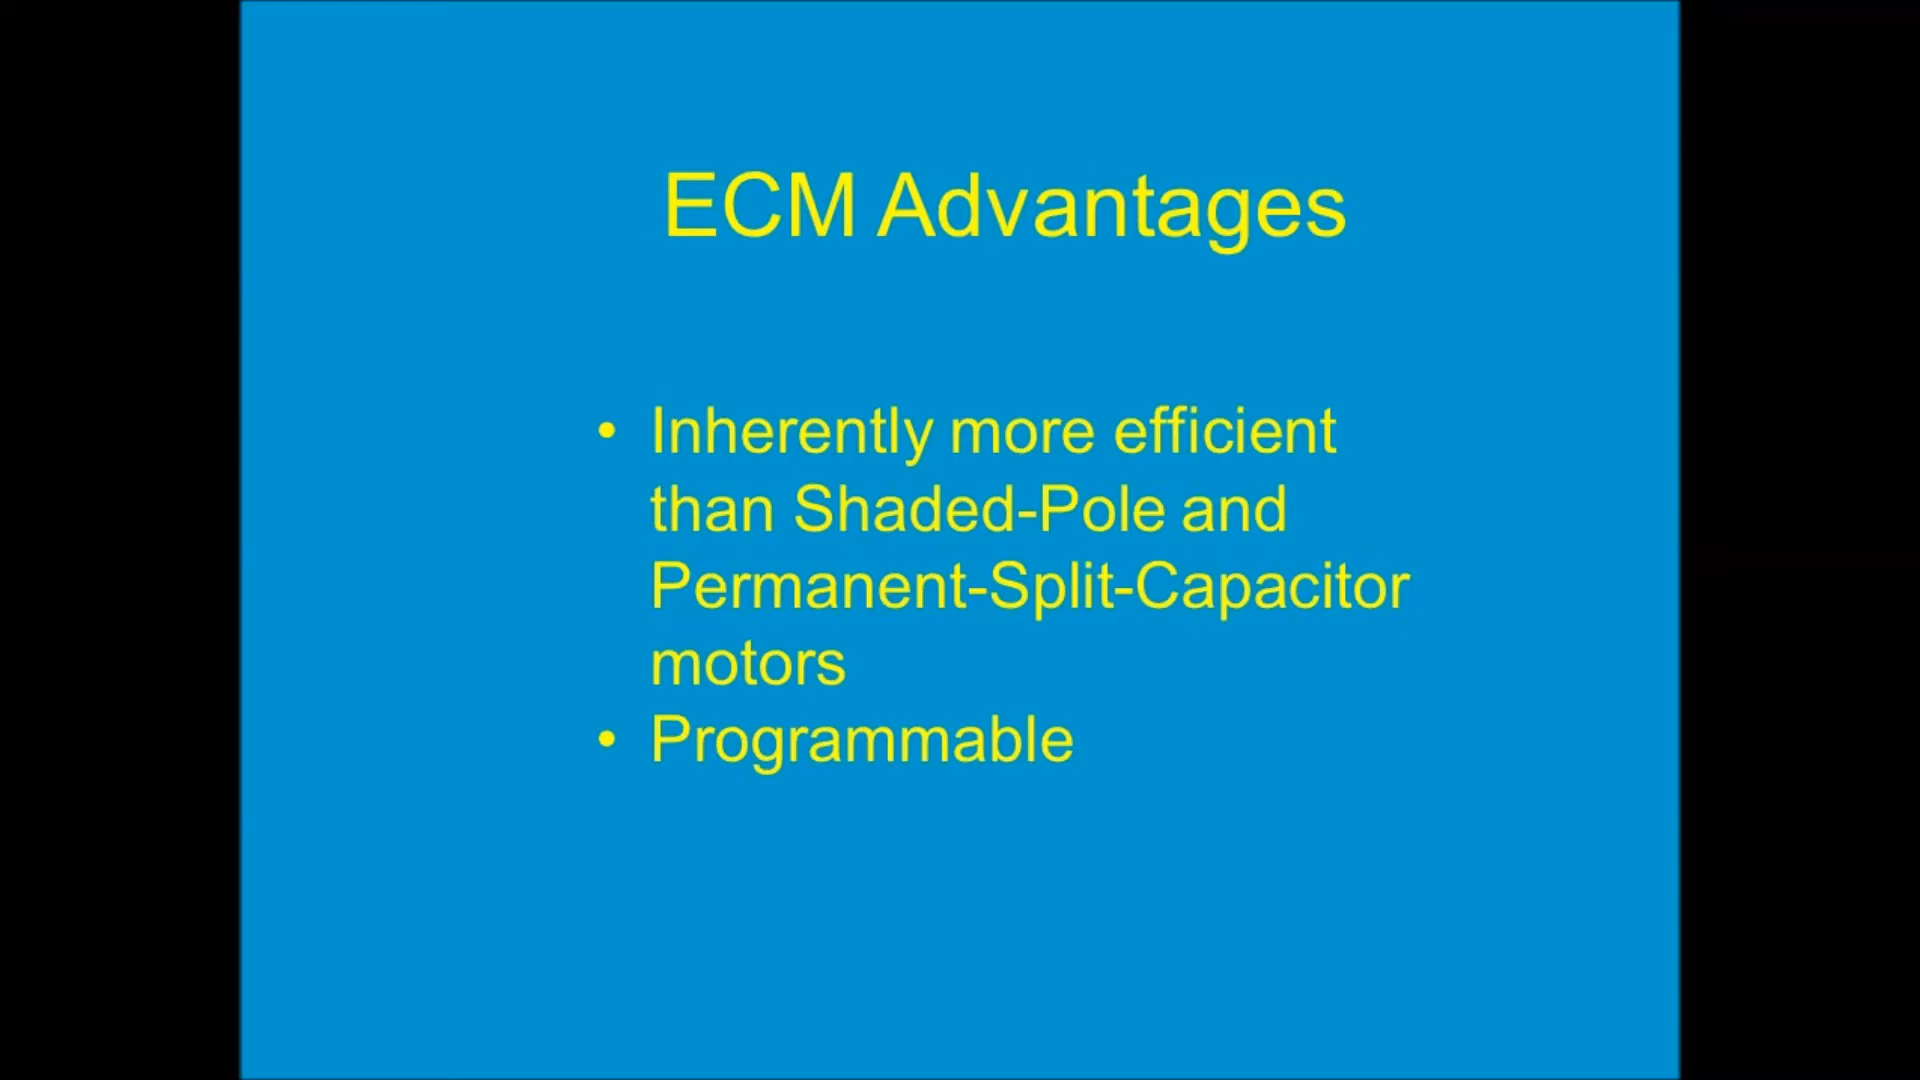 ECM Advantages
• Inherently more efficient
than Shaded-Pole and
Permanent-Split-Capacitor
motors
• Programmable